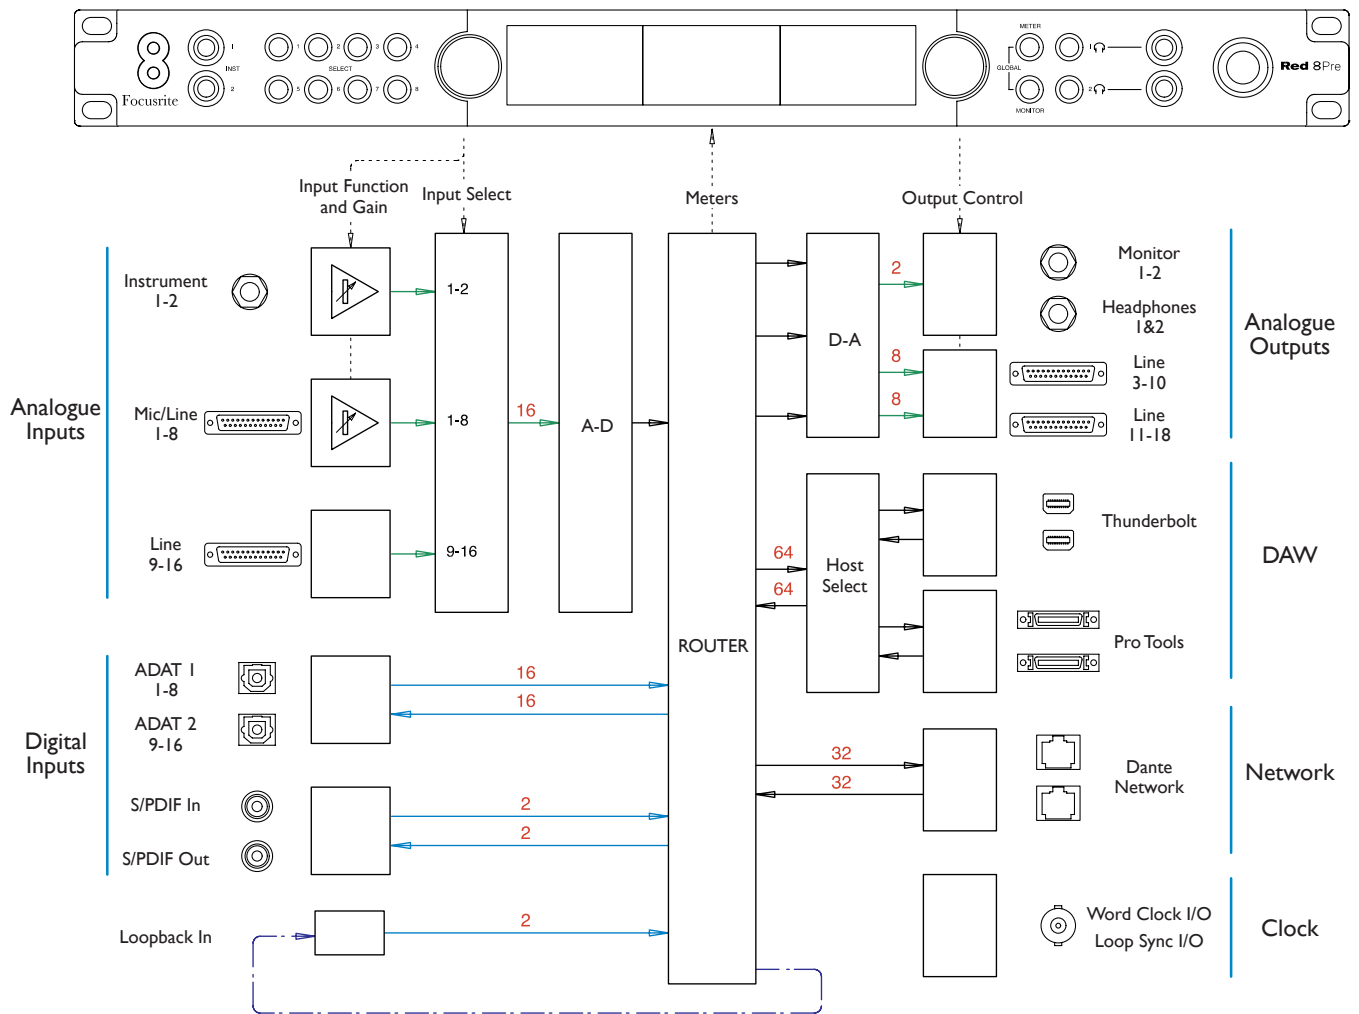 METER
1
1 2 3 4
1
INST
SELECT
GLOBAL
Red 8Pre
2
5 6 7 8
2
Focusrite
MONITOR
Input Function
and Gain
Input Select
Meters
Output Control
Instrument
1-2
1-2
2
Monitor
1-2
Headphones
1&2
Analogue
Outputs
D-A
8
Line
3-10
8
Line
11-18
Analogue
Inputs
Mic/Line
1-8
1-8
16
A-D
Line
9-16
9-16
64
64
Host
Select
Thunderbolt
DAW
Pro Tools
ROUTER
ADAT 1
1-8
16
16
ADAT 2
9-16
Digital
Inputs
32
32
Dante
Network
Network
S/PDIF In
2
2
S/PDIF Out
Loopback In
2
Word Clock I/O
Loop Sync I/O
Clock